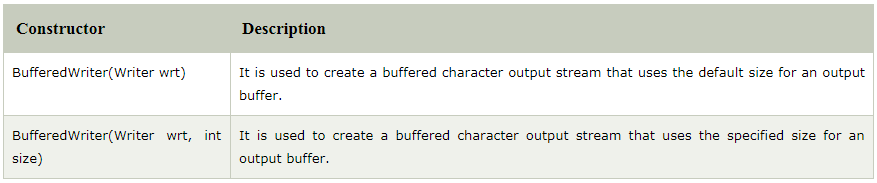 Constructor Description
BufferedWriter(Writer wrt) It is used to create a buffered character output stream that uses the default size for an output
buffer.
BufferedWriter(Writer wrt, int It is used to create a buffered character output stream that uses the specified size for an
size) output buffer.